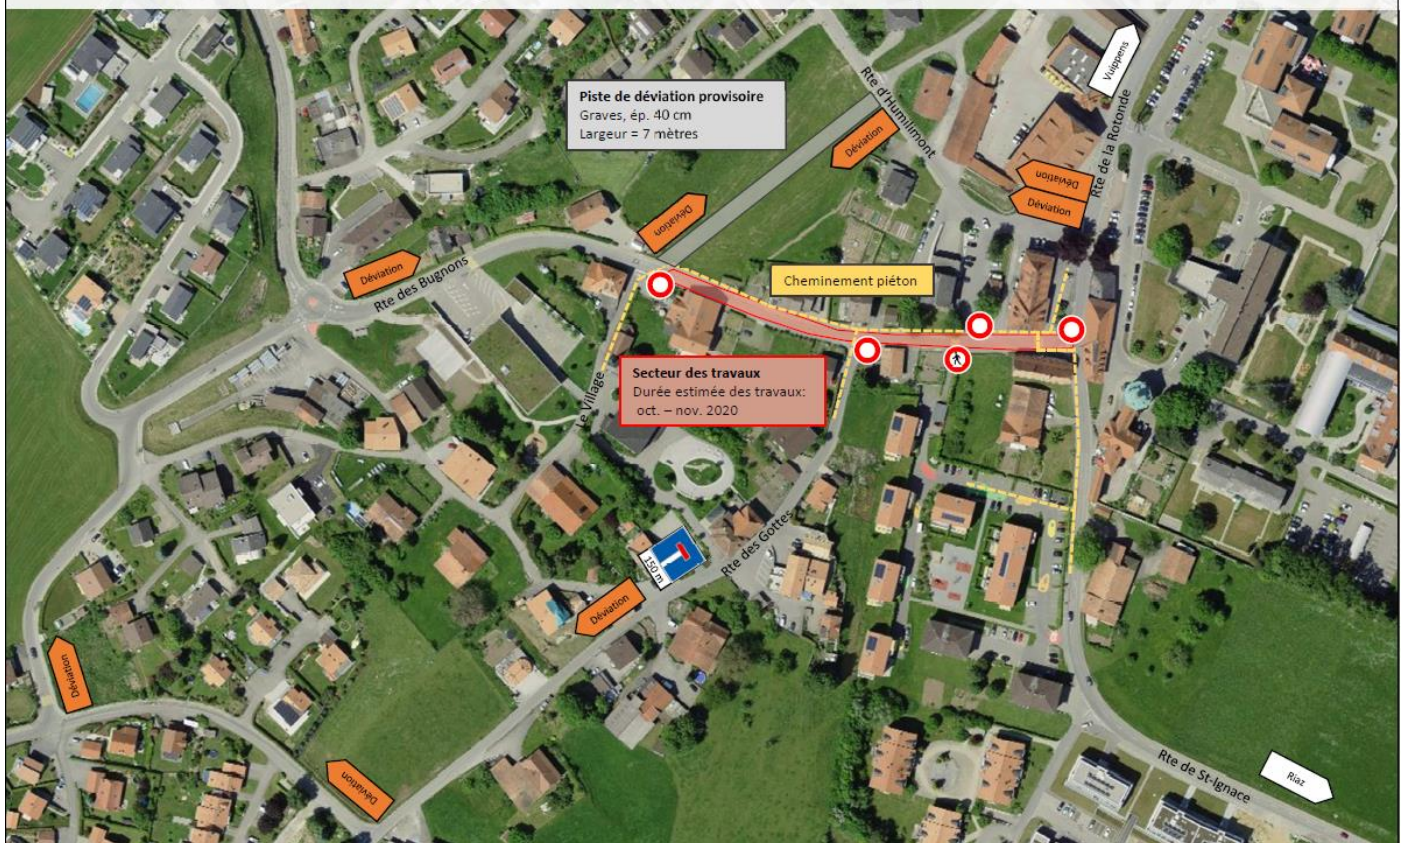 Vuippens
Rte d'Humilimont
Piste de déviation provisoire
Graves, ép. 40 cm
Largeur = 7 mètres
Déviation
Rte de la Rotonde
Déviation
Déviation
Déviation
Déviation
Rte des Bugnons
Cheminement piéton
Secteur des travaux
Durée estimée des travaux:
oct. – nov. 2020
Le Village
Rte des Gottes
150 m
Déviation
Déviation
Déviation
Rte de St-Ignace
Riaz